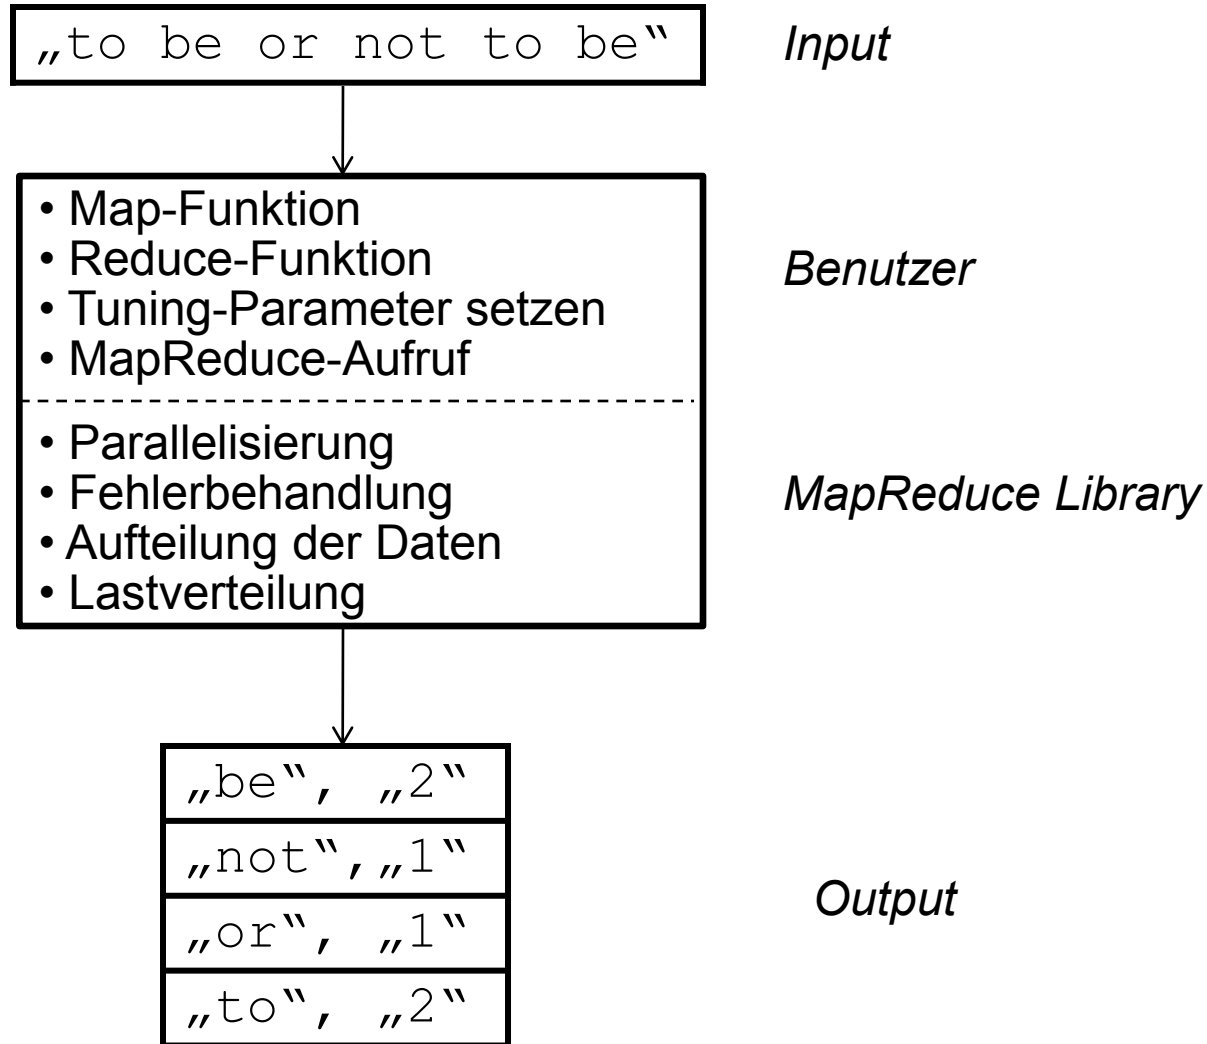 „to be or not to be“
Input
• Map-Funktion
• Reduce-Funktion
• Tuning-Parameter setzen
• MapReduce-Aufruf
Benutzer
• Parallelisierung
• Fehlerbehandlung
• Aufteilung der Daten
• Lastverteilung
MapReduce Library
„be“, „2“
„not“,„1“
„or“, „1“
„to“, „2“
Output